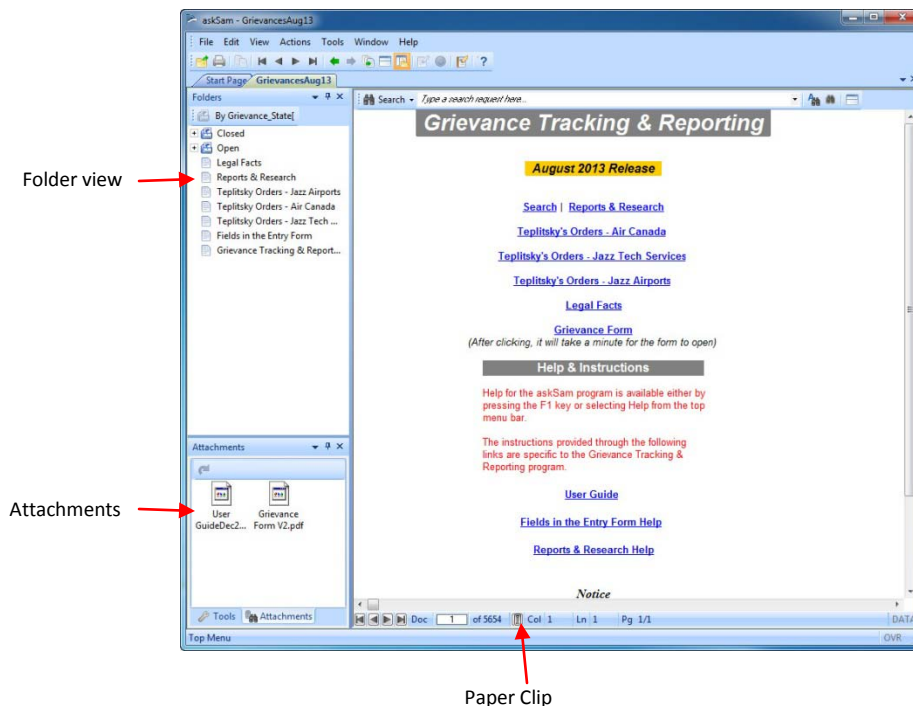 askSam - GrievancesAug13
File Edit View Actions Tools Window Help
Start Page GrievancesAug13
Folders
By Grievance_State[
Closed
Open
Legal Facts
Reports & Research
Teplitsky Orders - Jazz Airports
Teplitsky Orders - Air Canada
Teplitsky Orders - Jazz Tech ...
Fields in the Entry Form
Grievance Tracking & Report...
Folder view
Search Type a search request here...
Grievance Tracking & Reporting
August 2013 Release
Search | Reports & Research
Teplitsky's Orders - Air Canada
Teplitsky's Orders - Jazz Tech Services
Teplitsky's Orders - Jazz Airports
Legal Facts
Grievance Form
(After clicking, it will take a minute for the form to open)
Help & Instructions
Help for the askSam program is available either by
pressing the F1 key or selecting Help from the top
menu bar.
The instructions provided through the following
links are specific to the Grievance Tracking &
Reporting program.
User Guide
Fields in the Entry Form Help
Reports & Research Help
Notice
Attachments
User
GuideDec2...
Grievance
Form V2.pdf
Attachments
Tools Attachments
Doc 1 of 5654 Col 1 Ln 1 Pg 1/1 DATA
Top Menu OVR
Paper Clip